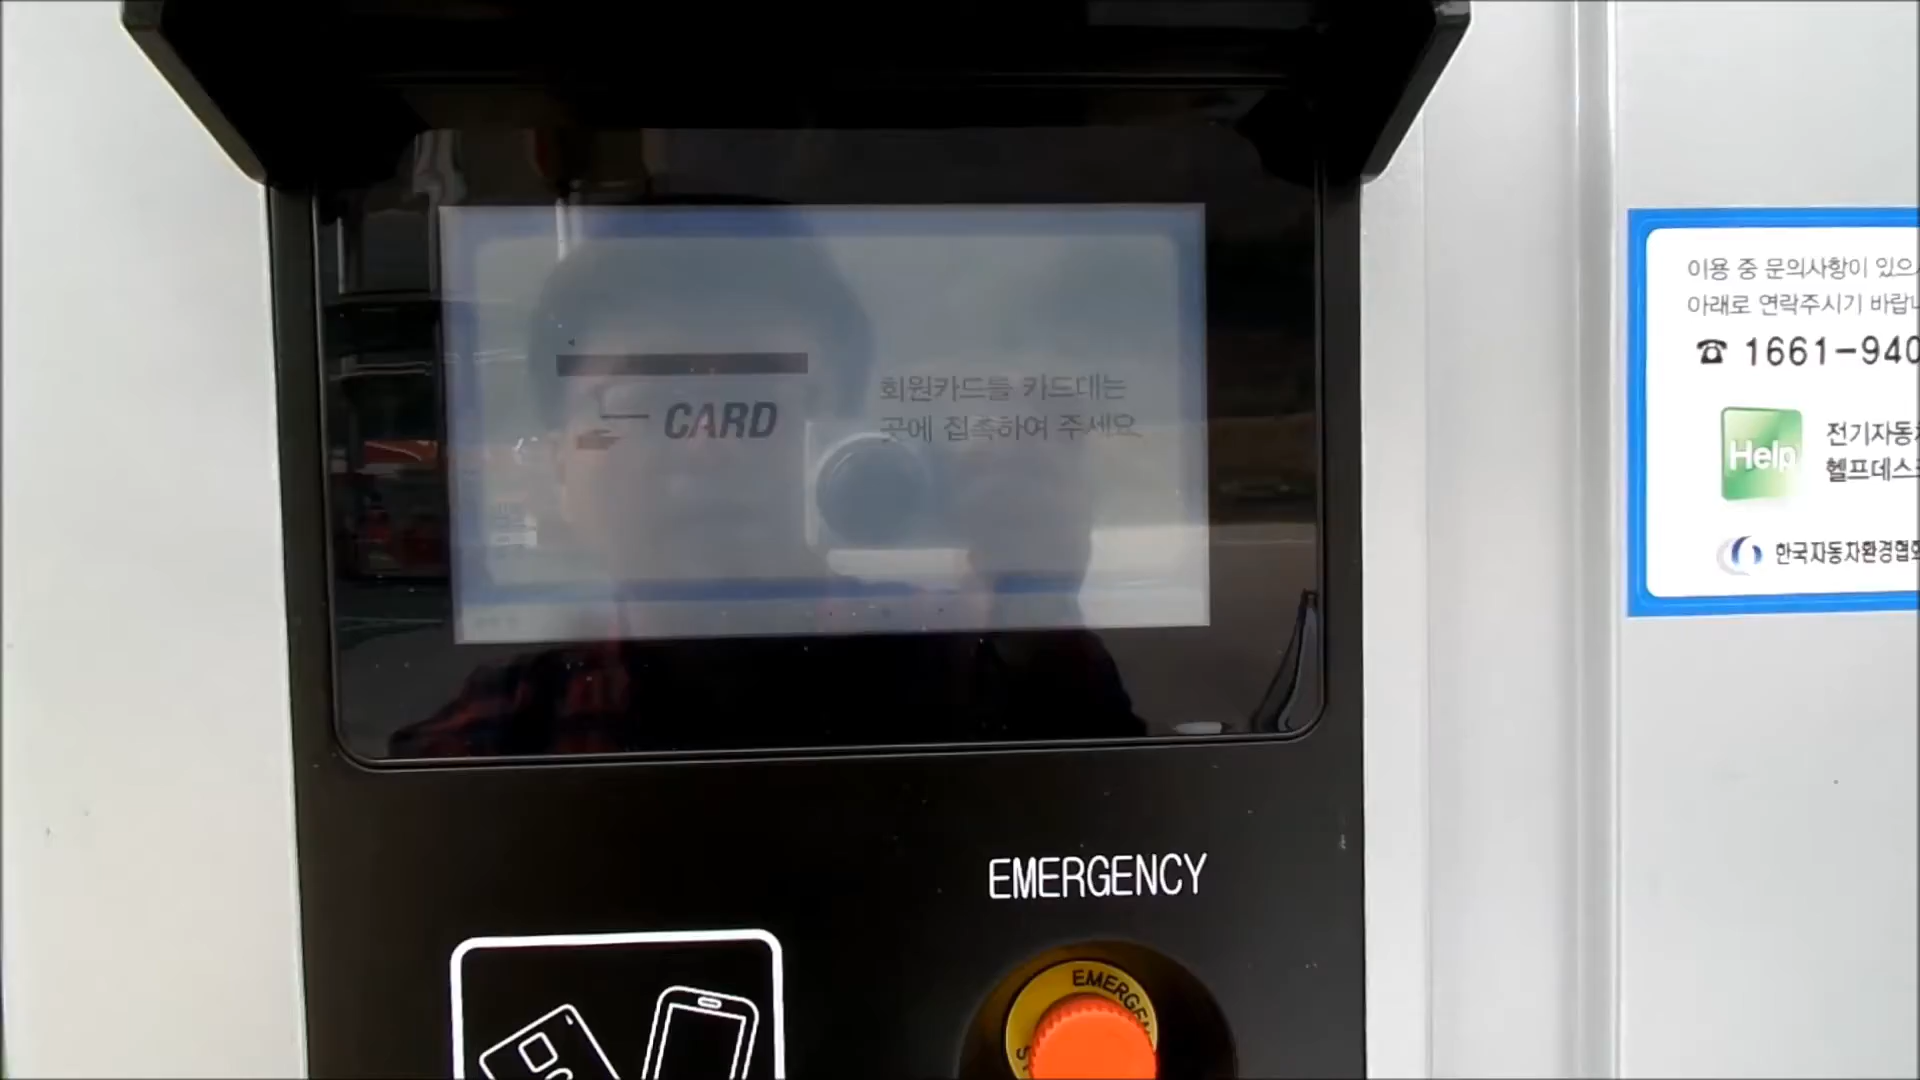 회원카드를 카드대는
곳에 접촉하여 주세요
CARD
EMERGENCY
EMERGEN
이용 중 문의사항이 있으
아래로 연락주시기 바랍니
☎ 1661-940
Help
전기자동차
헬프데스크
한국자동차환경협회